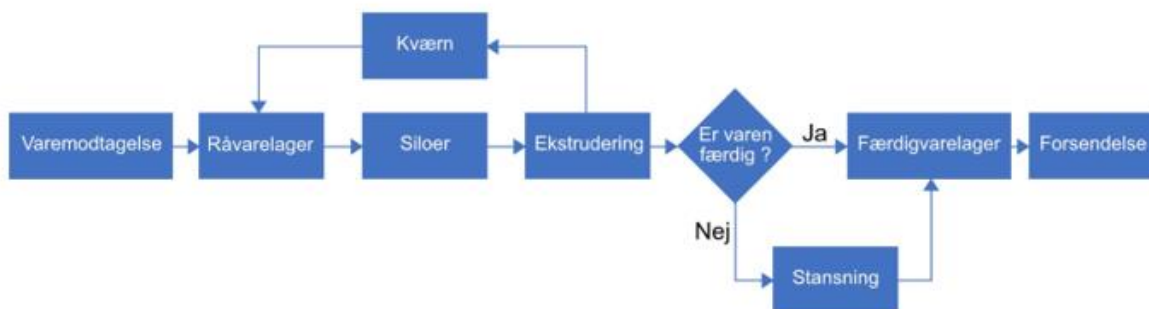 Kværn
Varemodtagelse
Råvarelager
Siloer
Ekstrudering
Er varen
færdig ?
Ja
Færdigvarelager
Forsendelse
Nej
Stansning